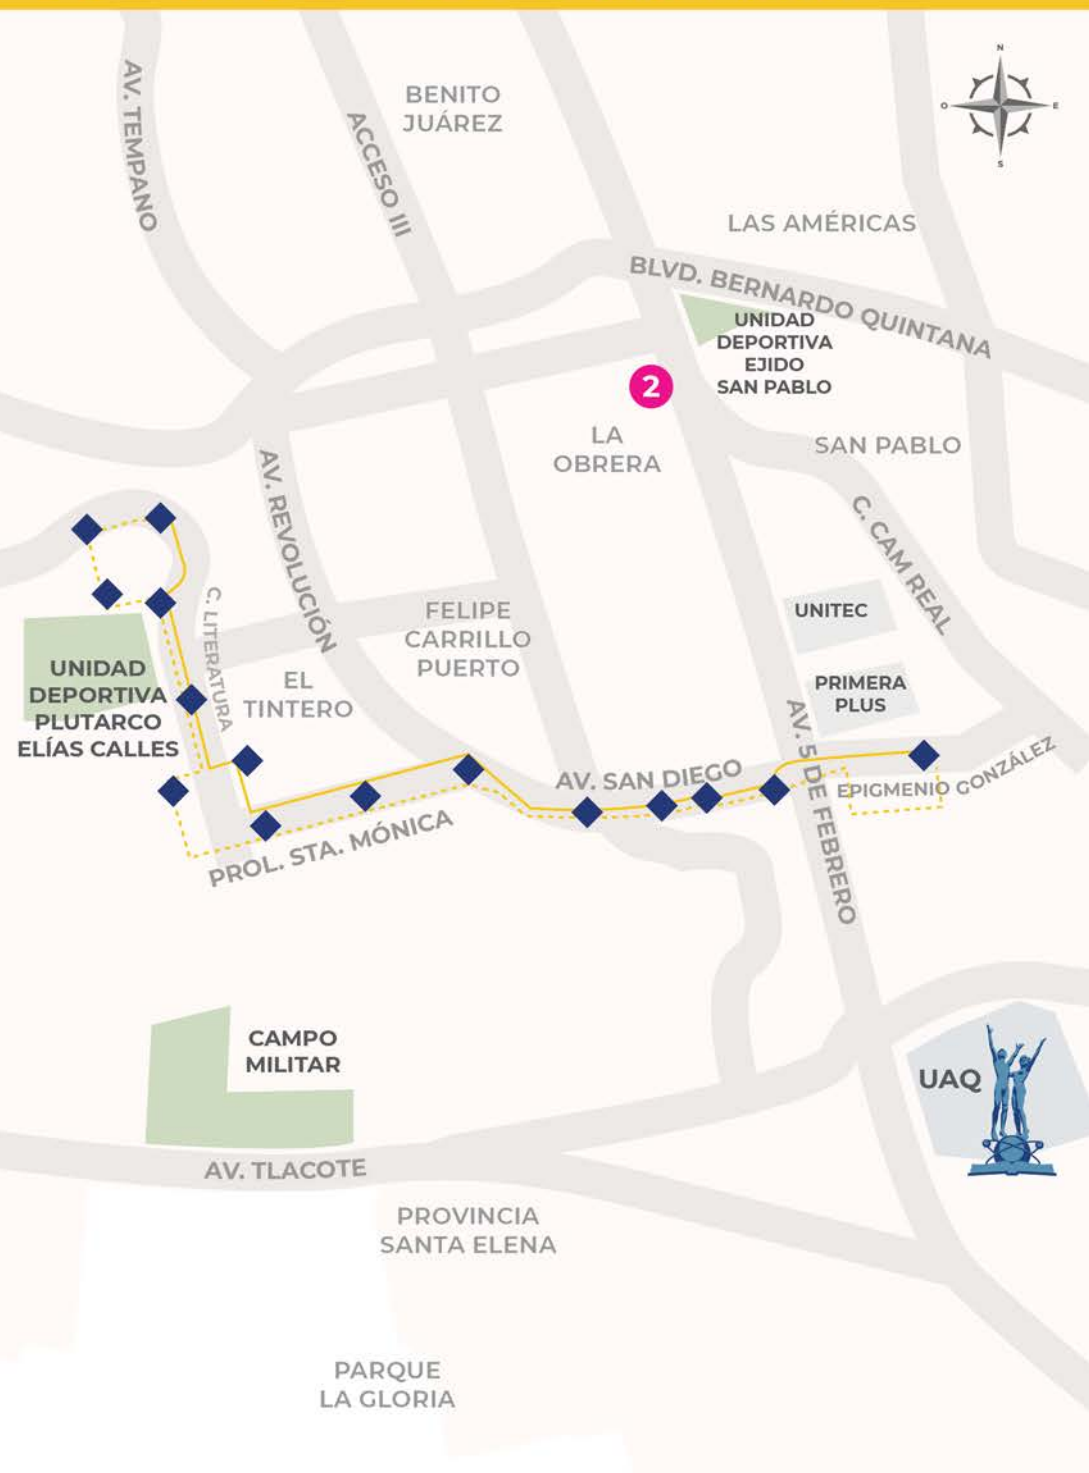 N
O
E
S
AV. TEMPANO
ACCESO III
BENITO
JUÁREZ
LAS AMÉRICAS
BLVD. BERNARDO QUINTANA
UNIDAD
DEPORTIVA
EJIDO
SAN PABLO
2
LA
OBRERA
SAN PABLO
AV. REVOLUCIÓN
C. CAM REAL
C. LITERATURA
FELIPE
CARRILLO
PUERTO
UNITEC
UNIDAD
DEPORTIVA
PLUTARCO
ELÍAS CALLES
EL
TINTERO
PRIMERA
PLUS
AV. 5 DE FEBRERO
AV. SAN DIEGO
EPIGMENIO GONZÁLEZ
PROL. STA. MÓNICA
CAMPO
MILITAR
UAQ
AV. TLACOTE
PROVINCIA
SANTA ELENA
PARQUE
LA GLORIA